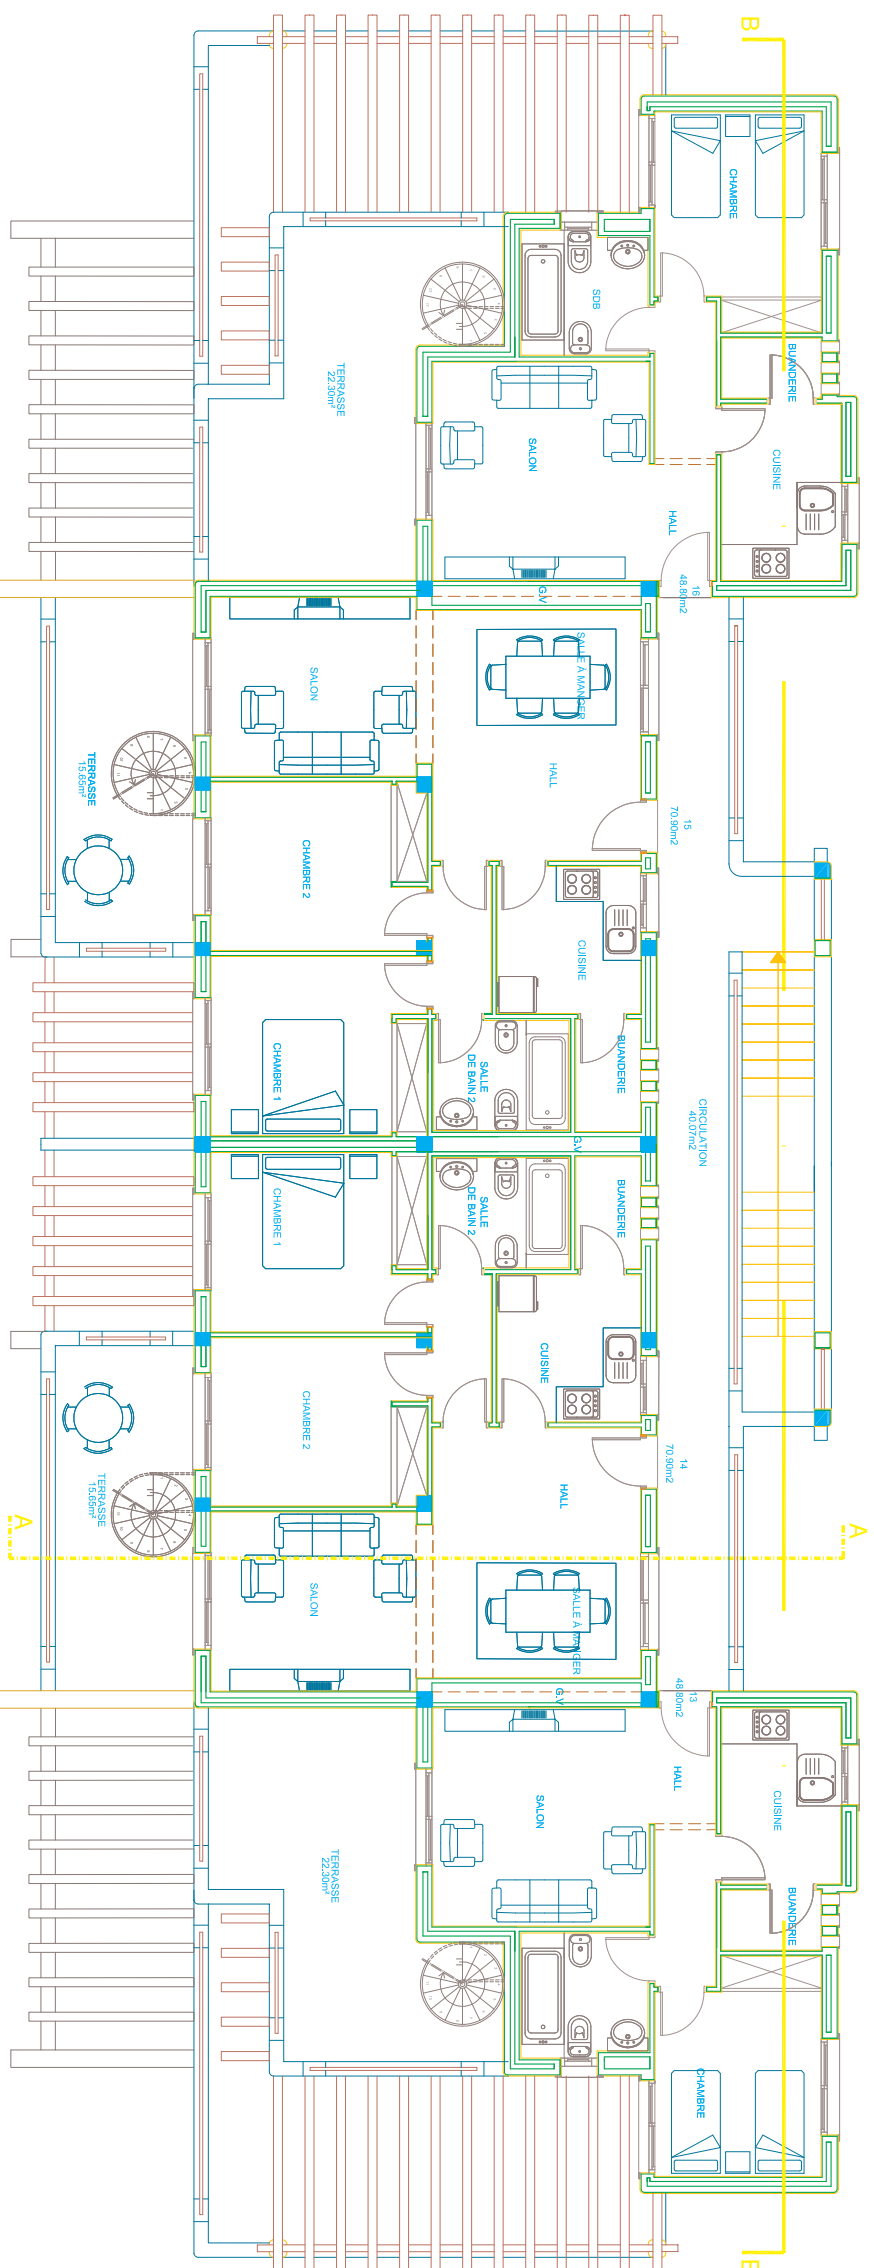 B
CHAMBRE
SDB
BUANDERIE
TERRASSE
22.30m²
SALON
CUISINE
HALL
16
48.80m2
G.V
SALON
SALLE À MANGER
HALL
TERRASSE
15.65m²
15
70.90m2
CHAMBRE 2
CUISINE
CHAMBRE 1
SALLE
DE BAIN 2
BUANDERIE
CIRCULATION
40.07m2
G.V
CHAMBRE 1
SALLE
DE BAIN 2
BUANDERIE
CUISINE
CHAMBRE 2
14
70.90m2
HALL
TERRASSE
15.65m²
A
A
SALON
SALLE À MANGER
G.V
13
48.80m2
HALL
SALON
CUISINE
TERRASSE
22.30m²
BUANDERIE
CHAMBRE
B